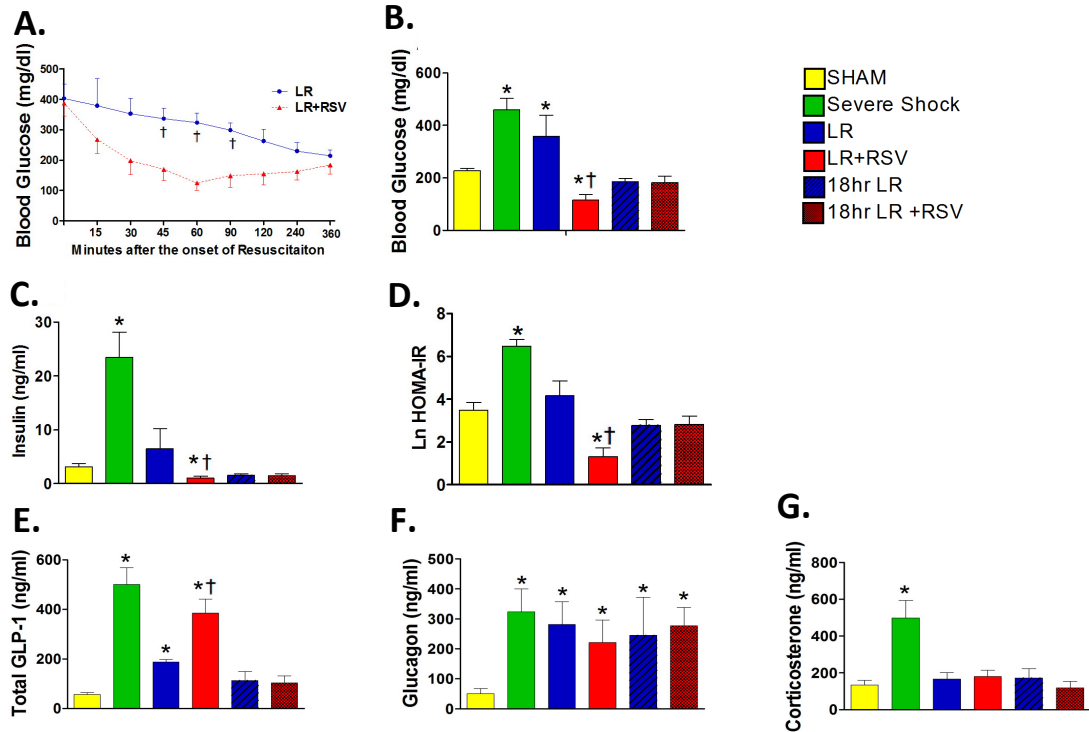 A.
Blood Glucose (mg/dl)
500
400
300
200
100
0
LR
LR+RSV
† † †
15 30 45 60 90 120 240 360
Minutes after the onset of Resuscitaiton
B.
Blood Glucose (mg/dl)
600
400
200
0
* * *†
SHAM
Severe Shock
LR
LR+RSV
18hr LR
18hr LR +RSV
C.
Insulin (ng/ml)
30
20
10
0
* *†
D.
Ln HOMA-IR
8
6
4
2
0
* *†
E.
Total GLP-1 (ng/ml)
600
400
200
0
* * *†
F.
Glucagon (ng/ml)
500
400
300
200
100
0
* * * * *
G.
Corticosterone (ng/ml)
800
600
400
200
0
*